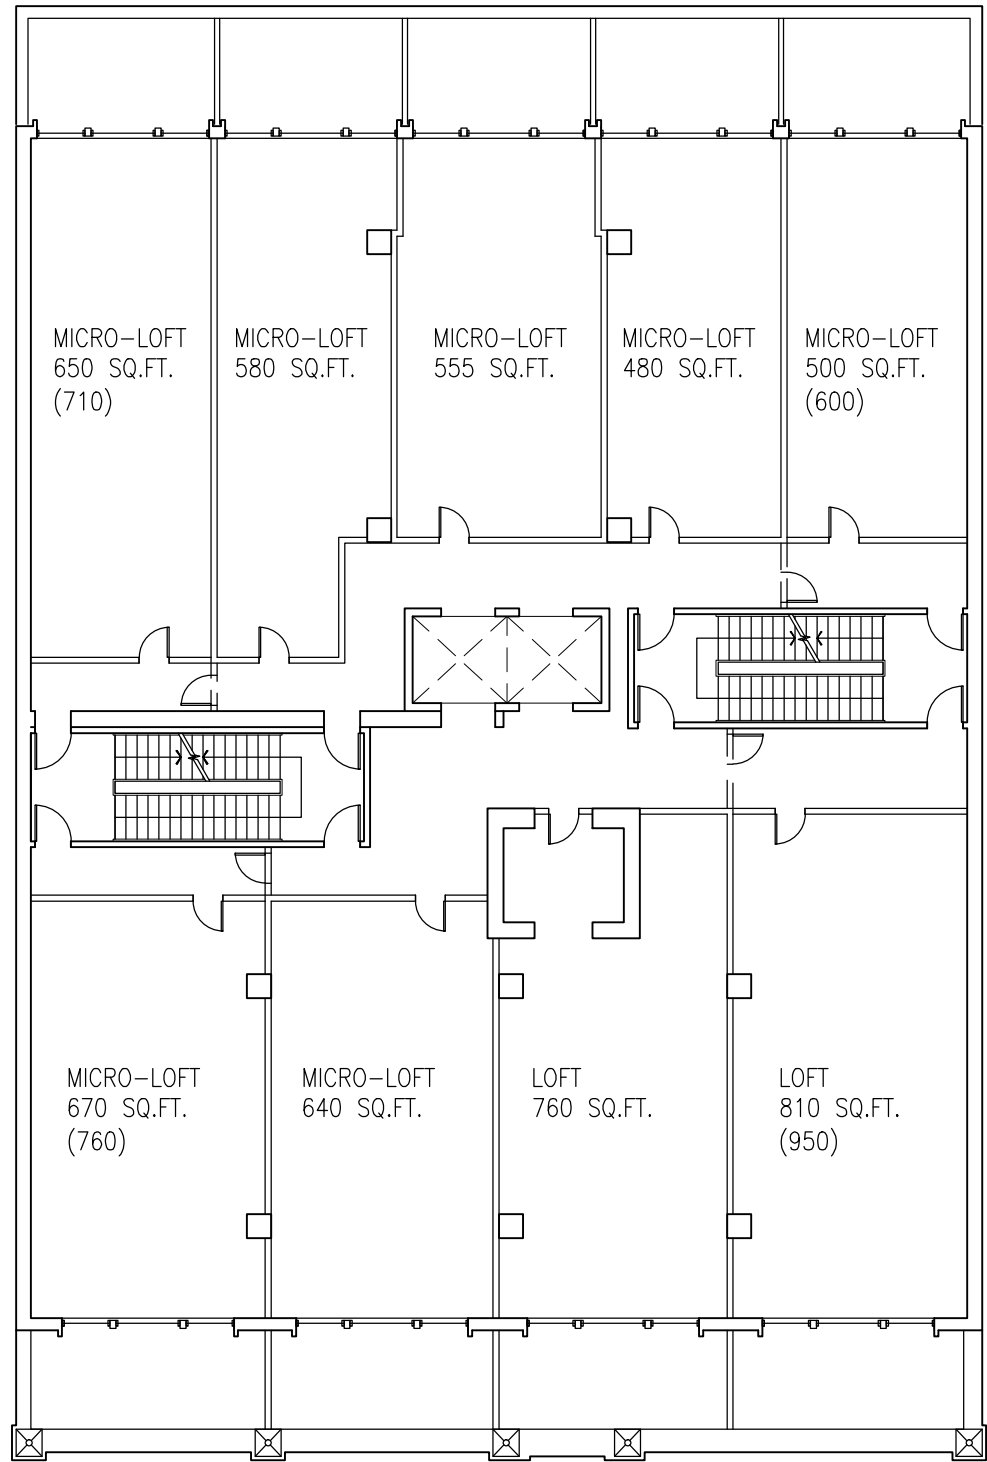 MICRO-LOFT
650 SQ.FT.
(710)
MICRO-LOFT
580 SQ.FT.
MICRO-LOFT
555 SQ.FT.
MICRO-LOFT
480 SQ.FT.
MICRO-LOFT
500 SQ.FT.
(600)
MICRO-LOFT
670 SQ.FT.
(760)
MICRO-LOFT
640 SQ.FT.
LOFT
760 SQ.FT.
LOFT
810 SQ.FT.
(950)